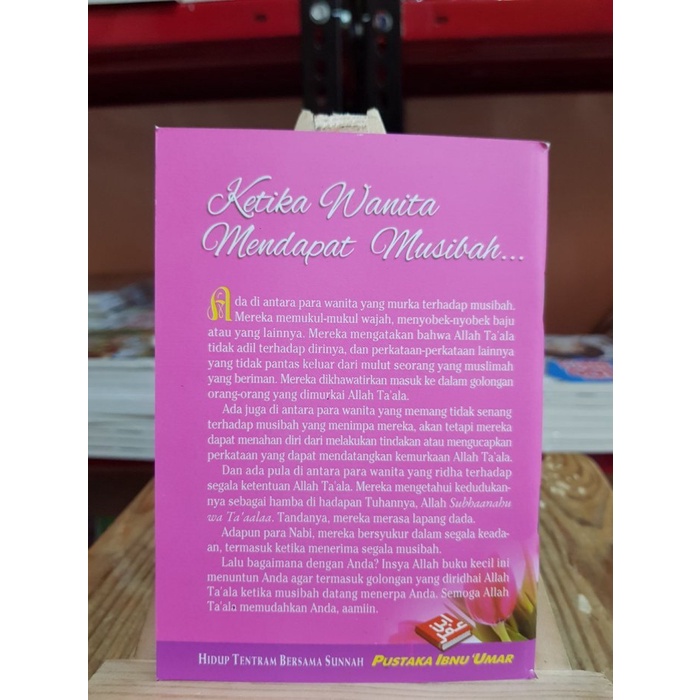 Ketika Wanita
Mendapat Musibah...
Ada di antara para wanita yang murka terhadap musibah.
Mereka memukul-mukul wajah, menyobek-nyobek baju
atau yang lainnya. Mereka mengatakan bahwa Allah Ta'ala
tidak adil terhadap dirinya, dan perkataan-perkataan lainnya
yang tidak pantas keluar dari mulut seorang yang muslimah
yang beriman. Mereka dikhawatirkan masuk ke dalam golongan
orang-orang yang dimurkai Allah Ta'ala.
Ada juga di antara para wanita yang memang tidak senang
terhadap musibah yang menimpa mereka, akan tetapi mereka
dapat menahan diri dari melakukan tindakan atau mengucapkan
perkataan yang dapat mendatangkan kemurkaan Allah Ta'ala.
Dan ada pula di antara para wanita yang ridha terhadap
segala ketentuan Allah Ta'ala. Mereka mengetahui kedudukan-
nya sebagai hamba di hadapan Tuhannya, Allah Subhaanahu
wa Ta'aalaa. Tandanya, mereka merasa lapang dada.
Adapun para Nabi, mereka bersyukur dalam segala keada-
an, termasuk ketika menerima segala musibah.
Lalu bagaimana dengan Anda? Insya Allah buku kecil ini
menuntun Anda agar termasuk golongan yang diridhai Allah
Ta'ala ketika musibah datang menerpa Anda. Semoga Allah
Ta'ala memudahkan Anda, aamiin.
ابن عمر
HIDUP TENTRAM BERSAMA SUNNAH PUSTAKA IBNU 'UMAR